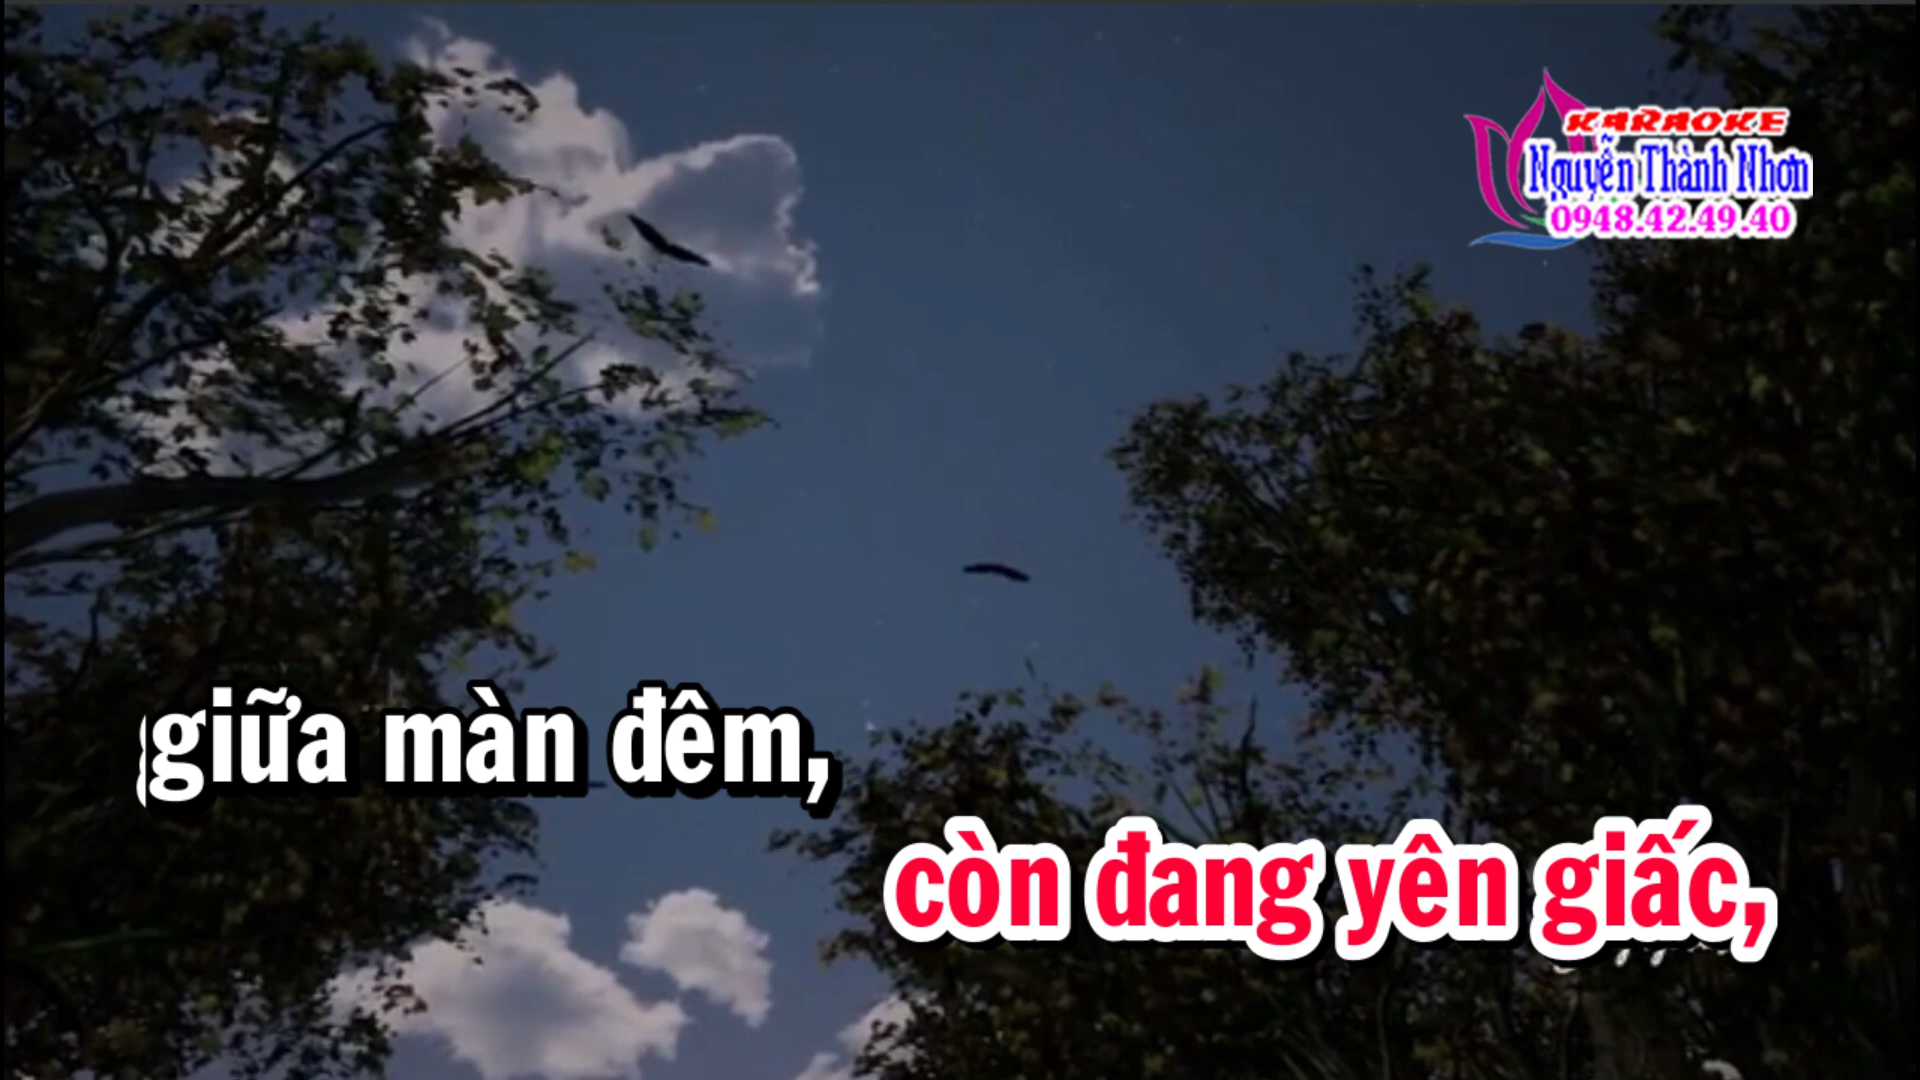 KARAOKE
Nguyễn Thành Nhơn
0948.42.49.40
giữa màn đêm,
còn đang yên giấc,